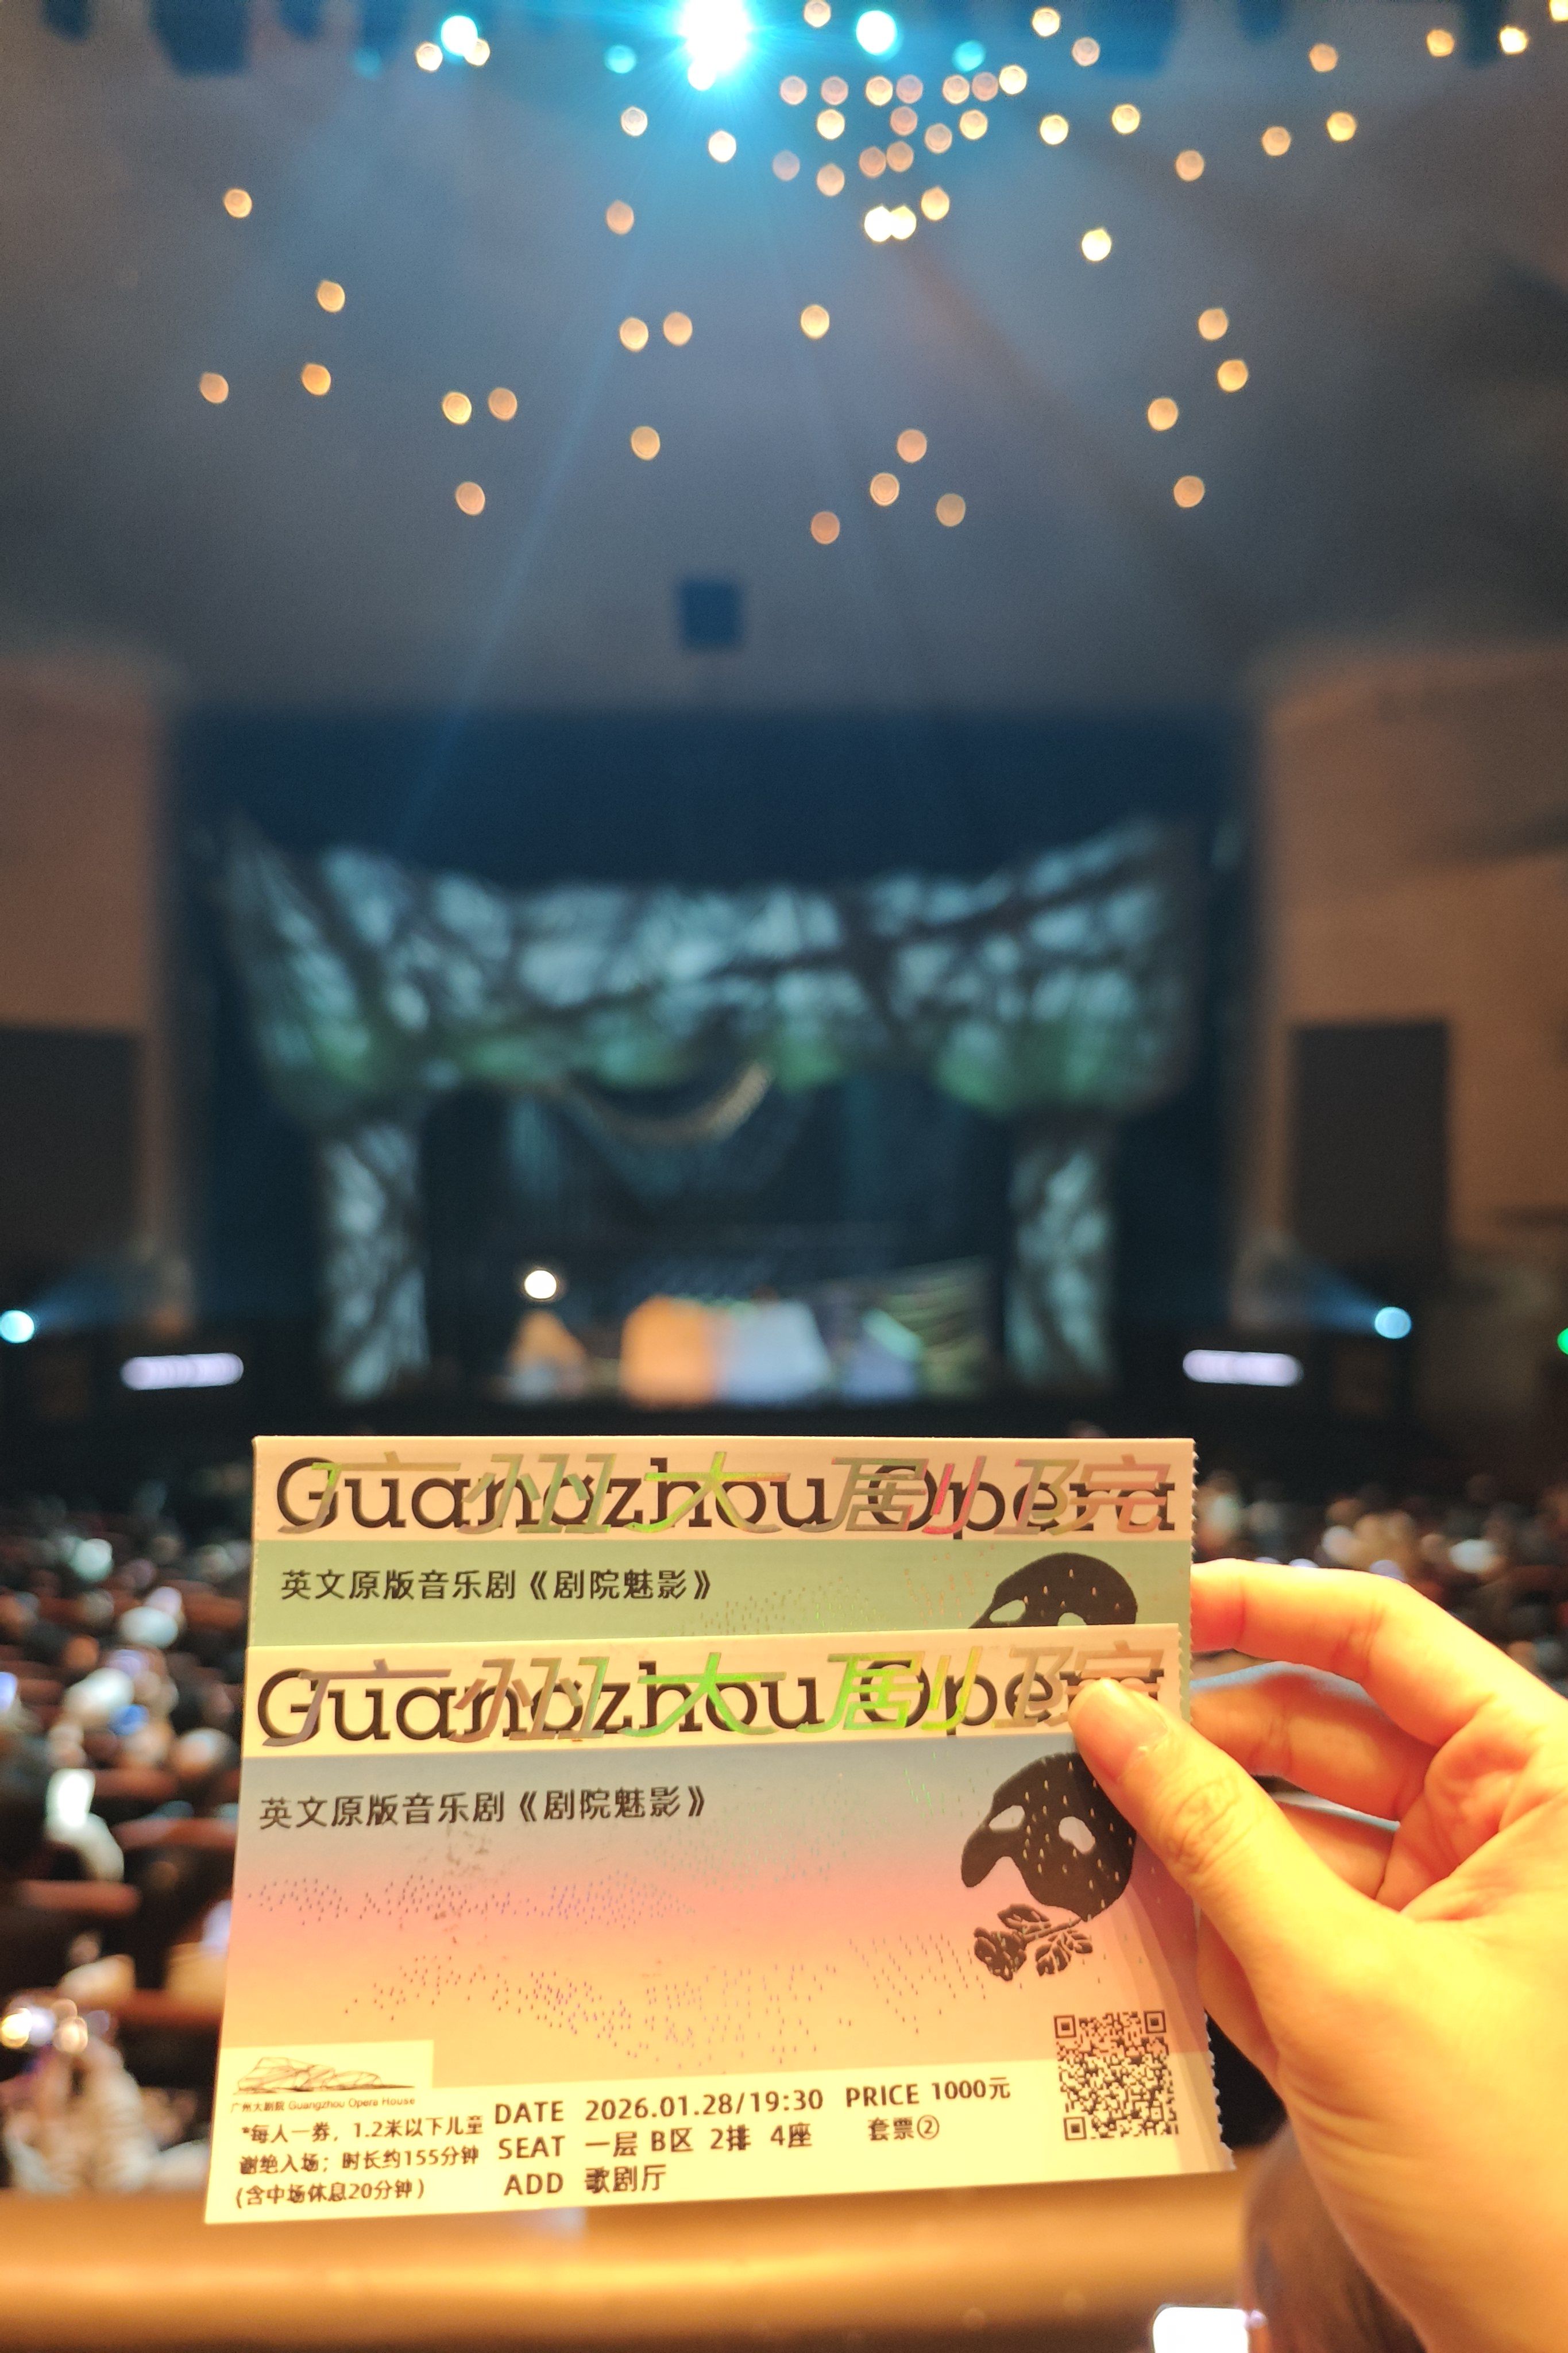 Guangzhou Opera
广州大剧院
英文原版音乐剧《剧院魅影》
Guangzhou Opera
广州大剧院
英文原版音乐剧《剧院魅影》
广州大剧院 Guangzhou Opera House
*每人一券，1.2米以下儿童
谢绝入场；时长约155分钟
(含中场休息20分钟)
DATE 2026.01.28/19:30 PRICE 1000元
SEAT 一层 B区 2排 4座 套票②
ADD 歌剧厅